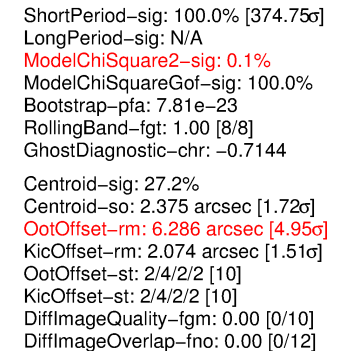 ShortPeriod−sig: 100.0% [374.75σ]
LongPeriod−sig: N/A
ModelChiSquare2−sig: 0.1%
ModelChiSquareGof−sig: 100.0%
Bootstrap−pfa: 7.81e−23
RollingBand−fgt: 1.00 [8/8]
GhostDiagnostic−chr: −0.7144
Centroid−sig: 27.2%
Centroid−so: 2.375 arcsec [1.72σ]
OotOffset−rm: 6.286 arcsec [4.95σ]
KicOffset−rm: 2.074 arcsec [1.51σ]
OotOffset−st: 2/4/2/2 [10]
KicOffset−st: 2/4/2/2 [10]
DiffImageQuality−fgm: 0.00 [0/10]
DiffImageOverlap−fno: 0.00 [0/12]